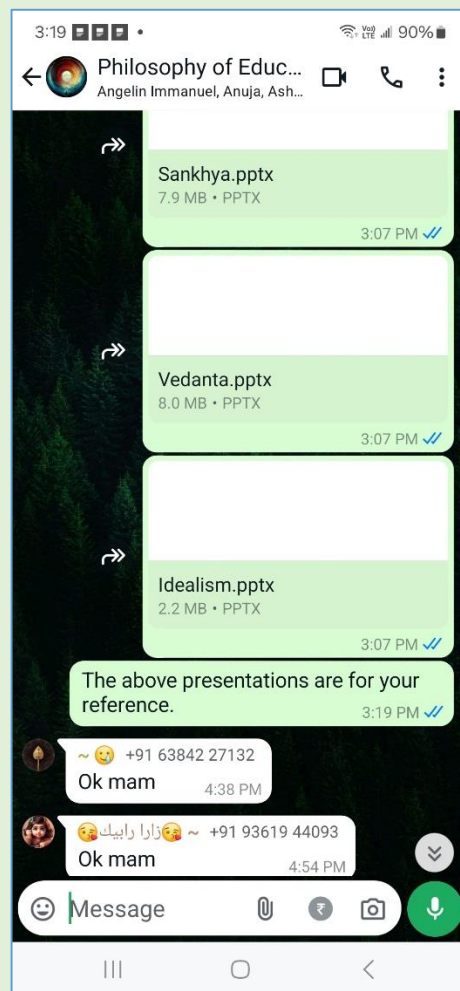 3:19 • Vo)) LTE 90%
Philosophy of Educ...
Angelin Immanuel, Anuja, Ash...
Sankhya.pptx
7.9 MB • PPTX
3:07 PM
Vedanta.pptx
8.0 MB • PPTX
3:07 PM
Idealism.pptx
2.2 MB • PPTX
3:07 PM
The above presentations are for your
reference.
3:19 PM
~ 🥲 +91 63842 27132
Ok mam
4:38 PM
😘زارا رابيك😘 ~ +91 93619 44093
Ok mam
4:54 PM
Message ₹